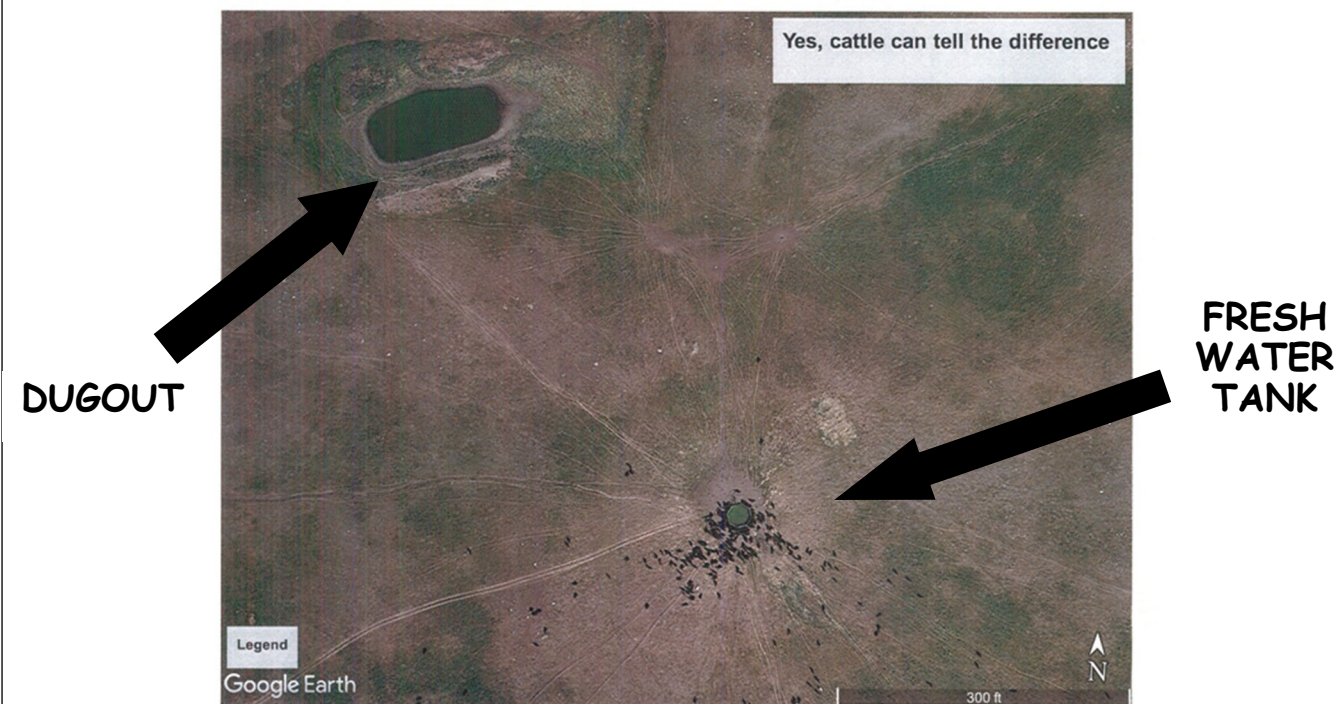 Yes, cattle can tell the difference
DUGOUT
FRESH
WATER
TANK
Legend
Google Earth
N
300 ft